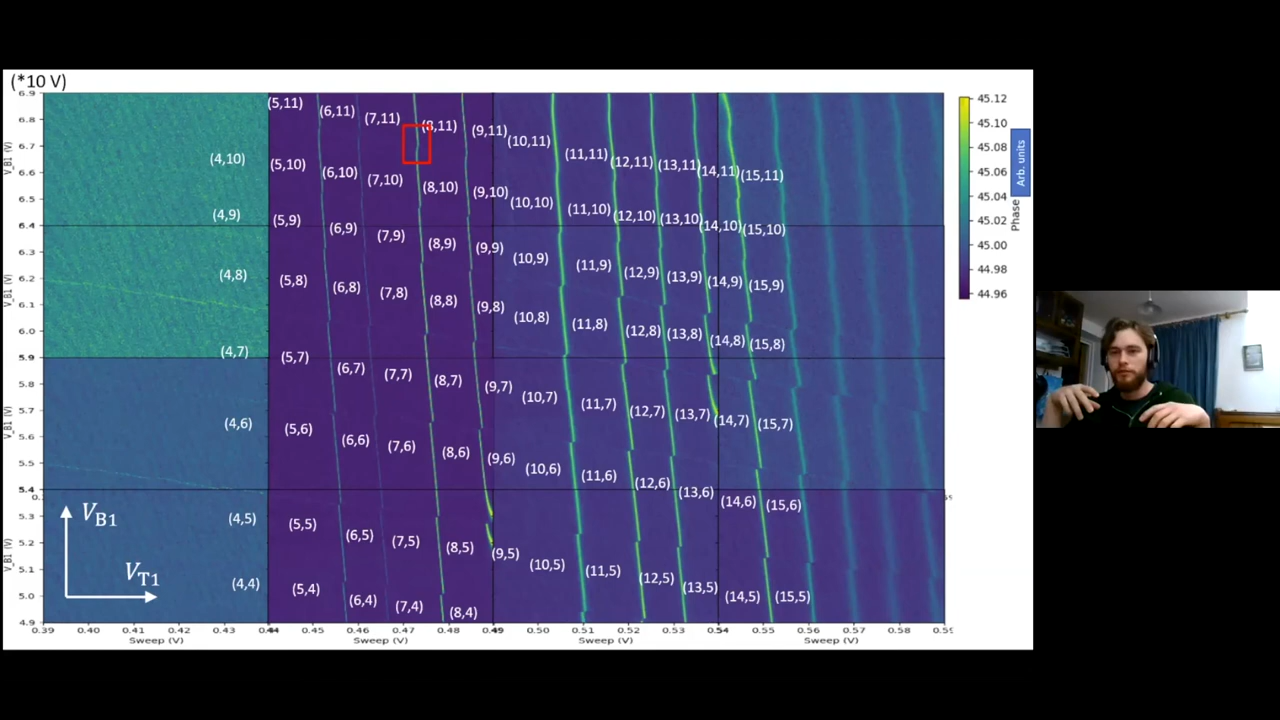 (*10 V)
6.9
6.7
6.6
6.5
6.4
6.2
6.1
6.0
5.9
5.8
5.7
5.6
5.5
5.4
5.3
5.2
5.1
5.0
4.9
V_B1 (V)
V_B1 (V)
V_B1 (V)
V_B1 (V)
(5,11) (6,11) (7,11) (8,11) (9,11) (10,11) (11,11) (12,11) (13,11) (14,11) (15,11)
(4,10) (5,10) (6,10) (7,10) (8,10) (9,10) (10,10) (11,10) (12,10) (13,10) (14,10) (15,10)
(4,9) (5,9) (6,9) (7,9) (8,9) (9,9) (10,9) (11,9) (12,9) (13,9) (14,9) (15,9)
(4,8) (5,8) (6,8) (7,8) (8,8) (9,8) (10,8) (11,8) (12,8) (13,8) (14,8) (15,8)
(4,7) (5,7) (6,7) (7,7) (8,7) (9,7) (10,7) (11,7) (12,7) (13,7) (14,7) (15,7)
(4,6) (5,6) (6,6) (7,6) (8,6) (9,6) (10,6) (11,6) (12,6) (13,6) (14,6) (15,6)
(4,5) (5,5) (6,5) (7,5) (8,5) (9,5) (10,5) (11,5) (12,5) (13,5) (14,5) (15,5)
(4,4) (5,4) (6,4) (7,4) (8,4)
V_B1
V_T1
0.39 0.40 0.41 0.42 0.43 0.44 0.45 0.46 0.47 0.48 0.49 0.50 0.51 0.52 0.53 0.54 0.55 0.56 0.57 0.58
Sweep (V) Sweep (V) Sweep (V) Sweep (V)
45.12
45.10
45.08
45.06
45.04
45.02
45.00
44.98
44.96
Phase
Arb. units